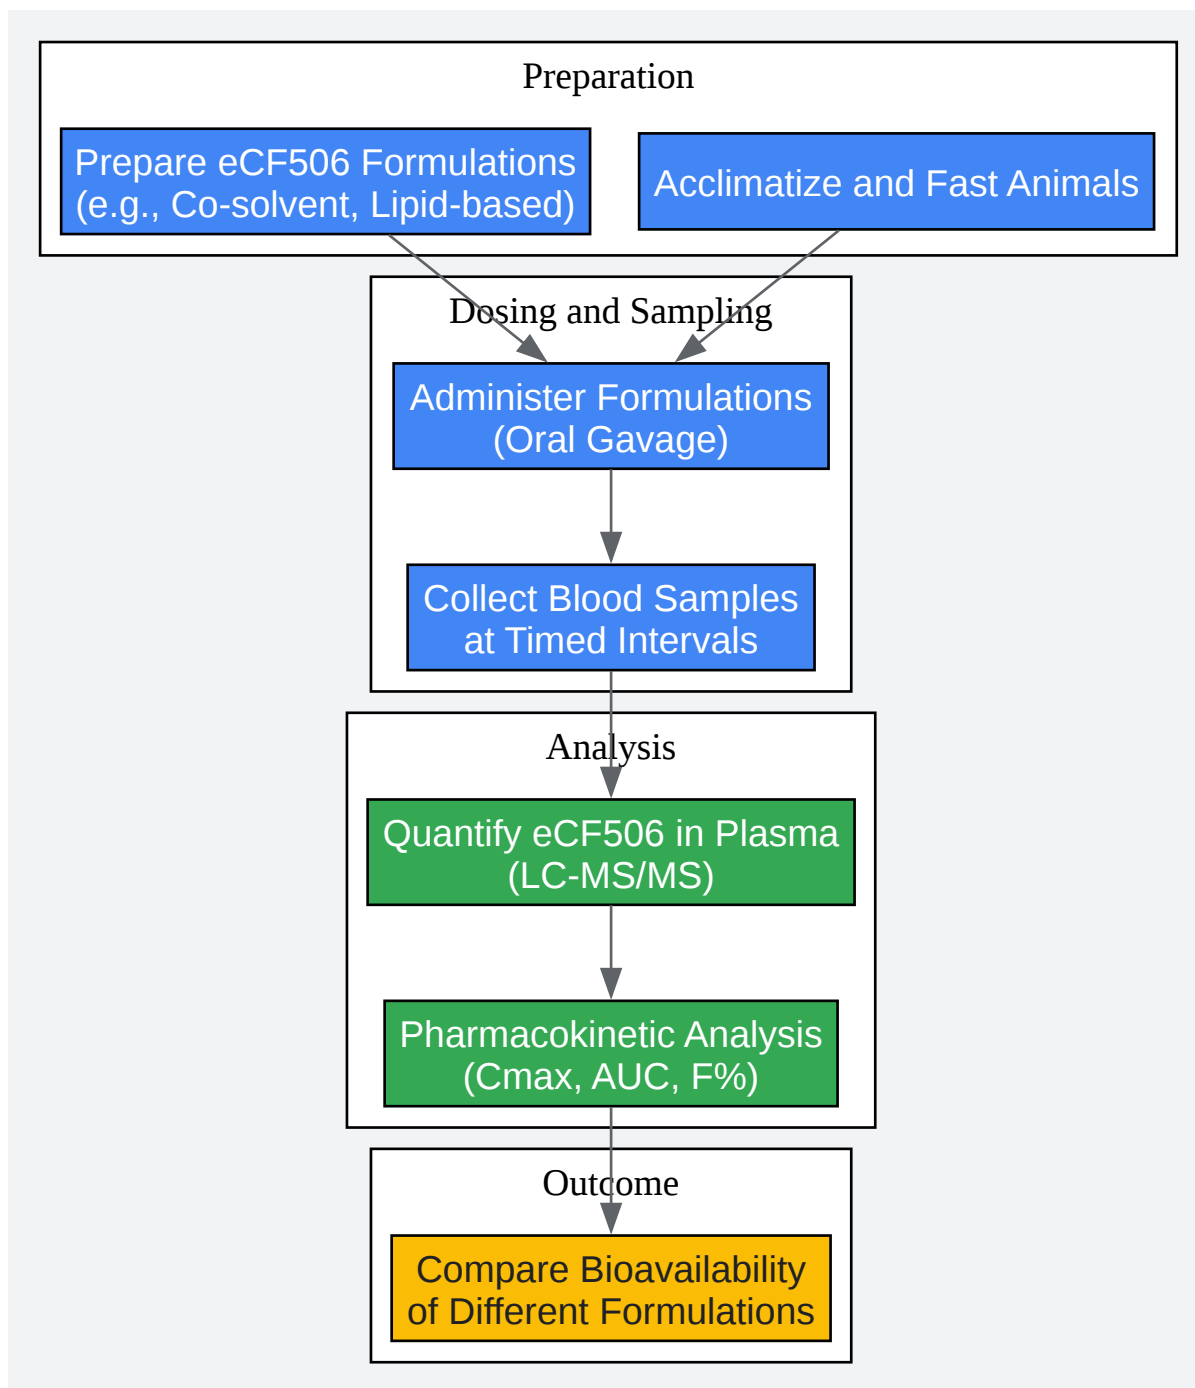 Preparation
Prepare eCF506 Formulations
(e.g., Co-solvent, Lipid-based)
Acclimatize and Fast Animals
Dosing and Sampling
Administer Formulations
(Oral Gavage)
Collect Blood Samples
at Timed Intervals
Analysis
Quantify eCF506 in Plasma
(LC-MS/MS)
Pharmacokinetic Analysis
(Cmax, AUC, F%)
Outcome
Compare Bioavailability
of Different Formulations